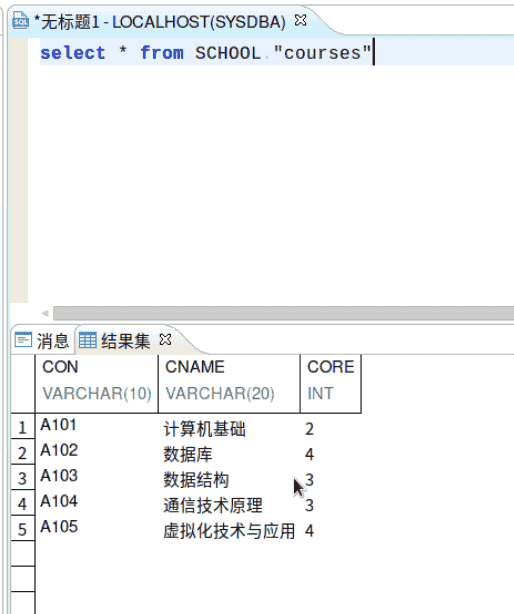 *无标题1 - LOCALHOST(SYSDBA)
select * from SCHOOL."courses"
消息 结果集
CON CNAME CORE
VARCHAR(10) VARCHAR(20) INT
1 A101 计算机基础 2
2 A102 数据库 4
3 A103 数据结构 3
4 A104 通信技术原理 3
5 A105 虚拟化技术与应用 4